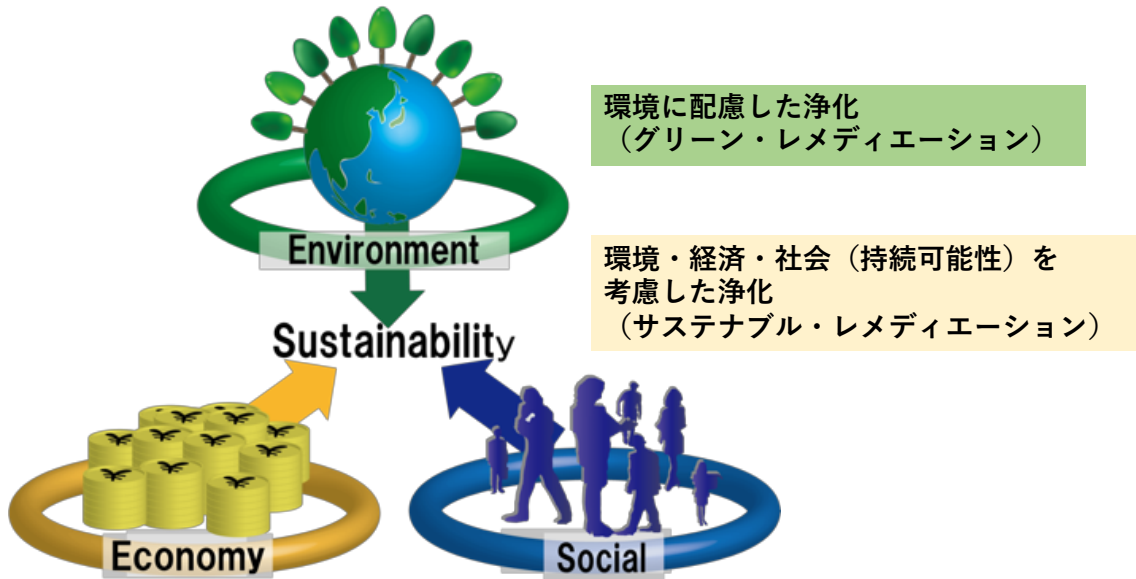 環境に配慮した浄化
（グリーン・レメディエーション）
Environment
環境・経済・社会（持続可能性）を
考慮した浄化
（サステナブル・レメディエーション）
Sustainability
¥ ¥
¥ ¥
¥ ¥ ¥
¥ ¥
¥
Economy
Social